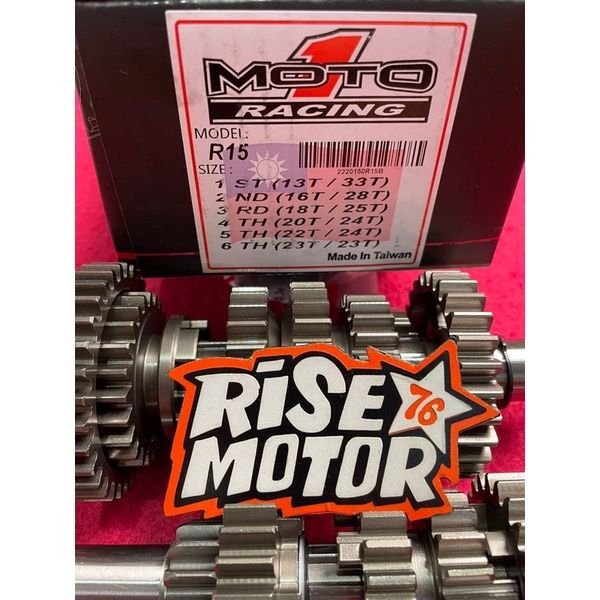 1
MOTO
RACING
MODEL:
R15
SIZE:
2220150R15B
1 ST (13T / 33T)
2 ND (16T / 28T)
3 RD (18T / 25T)
4 TH (20T / 24T)
5 TH (22T / 24T)
6 TH (23T / 23T)
Made In Taiwan
RiSE
76
MOTOR